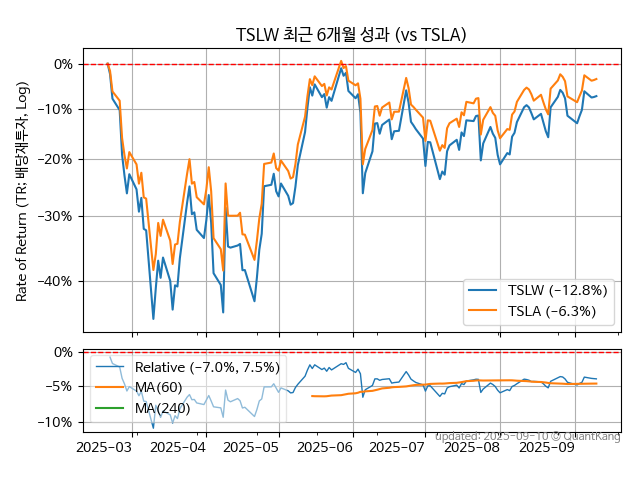 TSLW 최근 6개월 성과 (vs TSLA)
Rate of Return (TR: 배당재투자, Log)
0%
−10%
−20%
−30%
−40%
TSLW (−12.8%)
TSLA (−6.3%)
0%
−5%
−10%
Relative (−7.0%, 7.5%)
MA(60)
MA(240)
2025-03 2025-04 2025-05 2025-06 2025-07 2025-08 2025-09
updated: 2025-09-10 © QuantKang